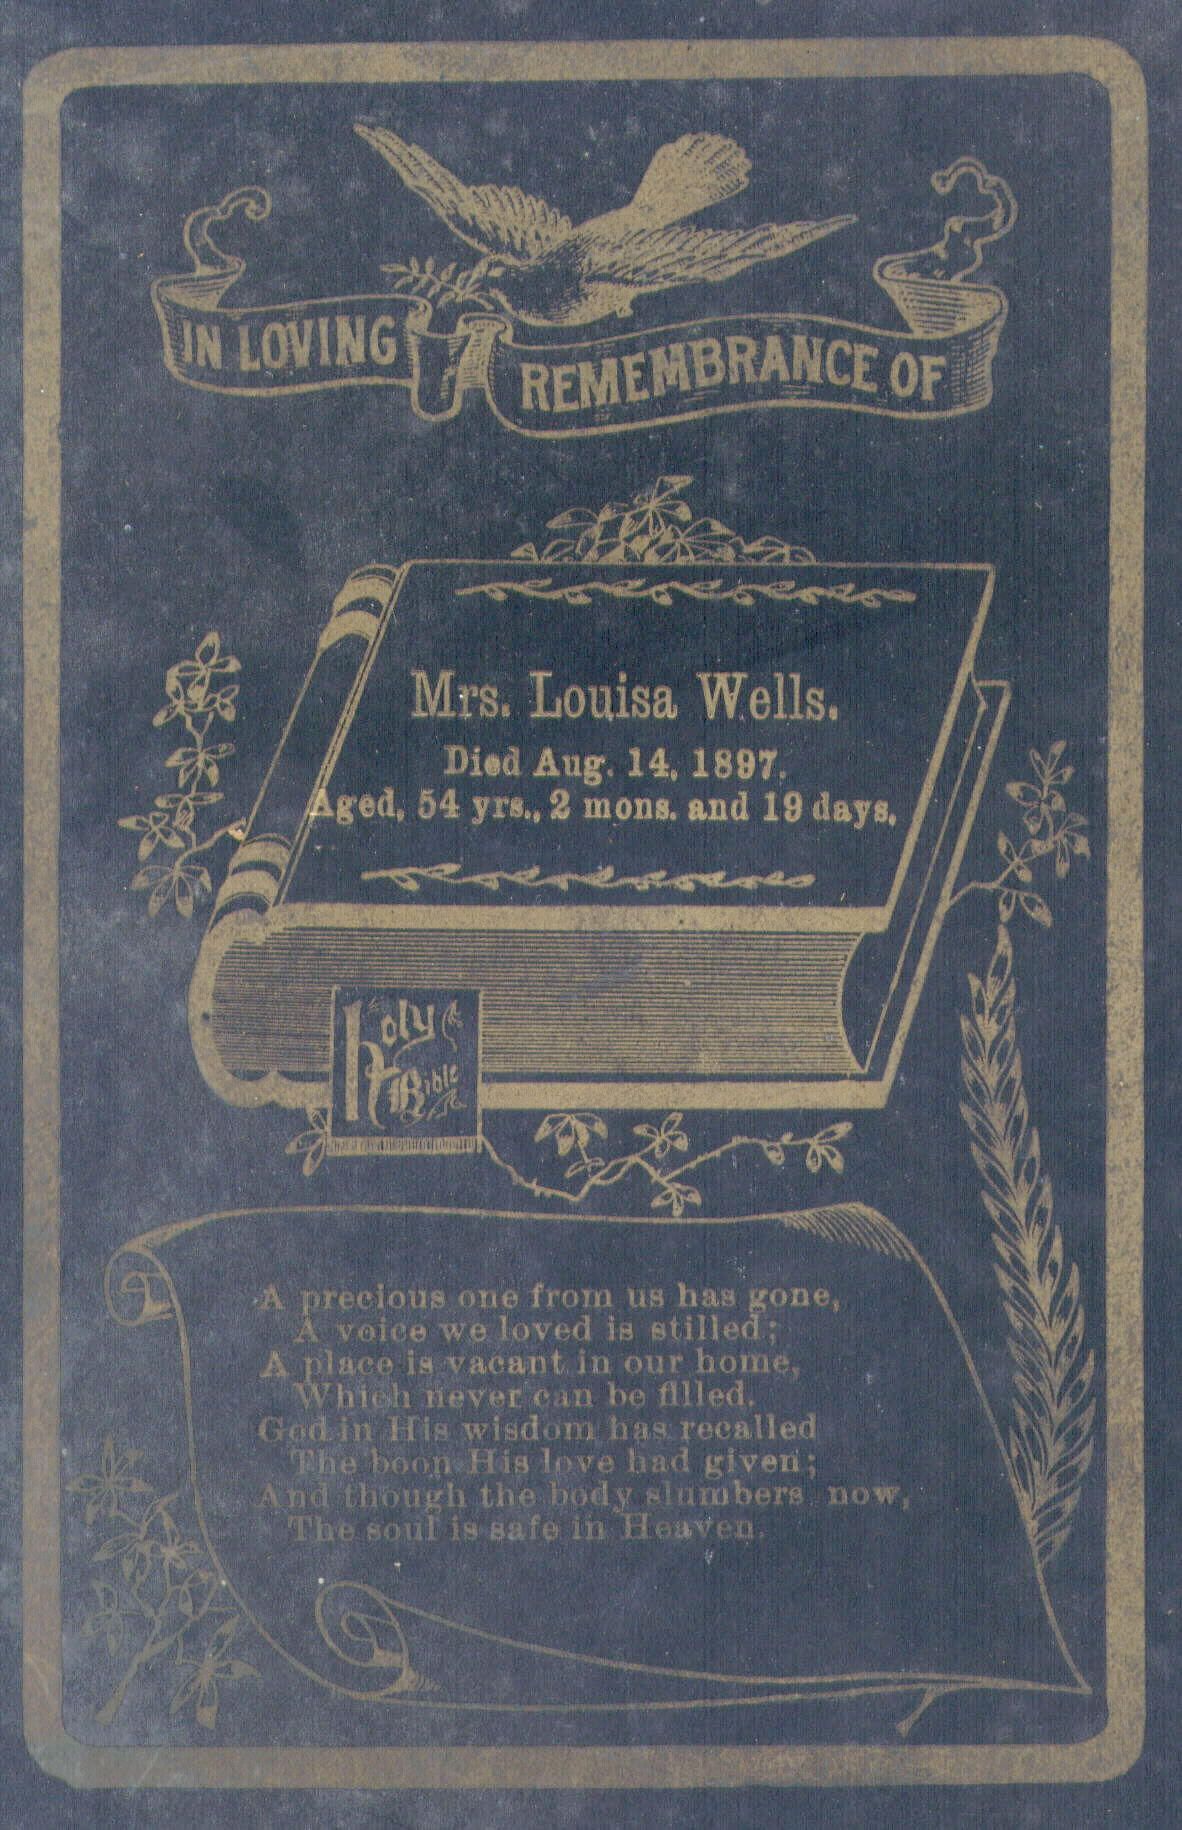 IN LOVING REMEMBRANCE OF
Mrs. Louisa Wells.
Died Aug. 14, 1897.
Aged, 54 yrs., 2 mons. and 19 days.
Holy
Bible
A precious one from us has gone,
A voice we loved is stilled;
A place is vacant in our home,
Which never can be filled.
God in His wisdom has recalled
The boon His love had given;
And though the body slumbers now,
The soul is safe in Heaven.